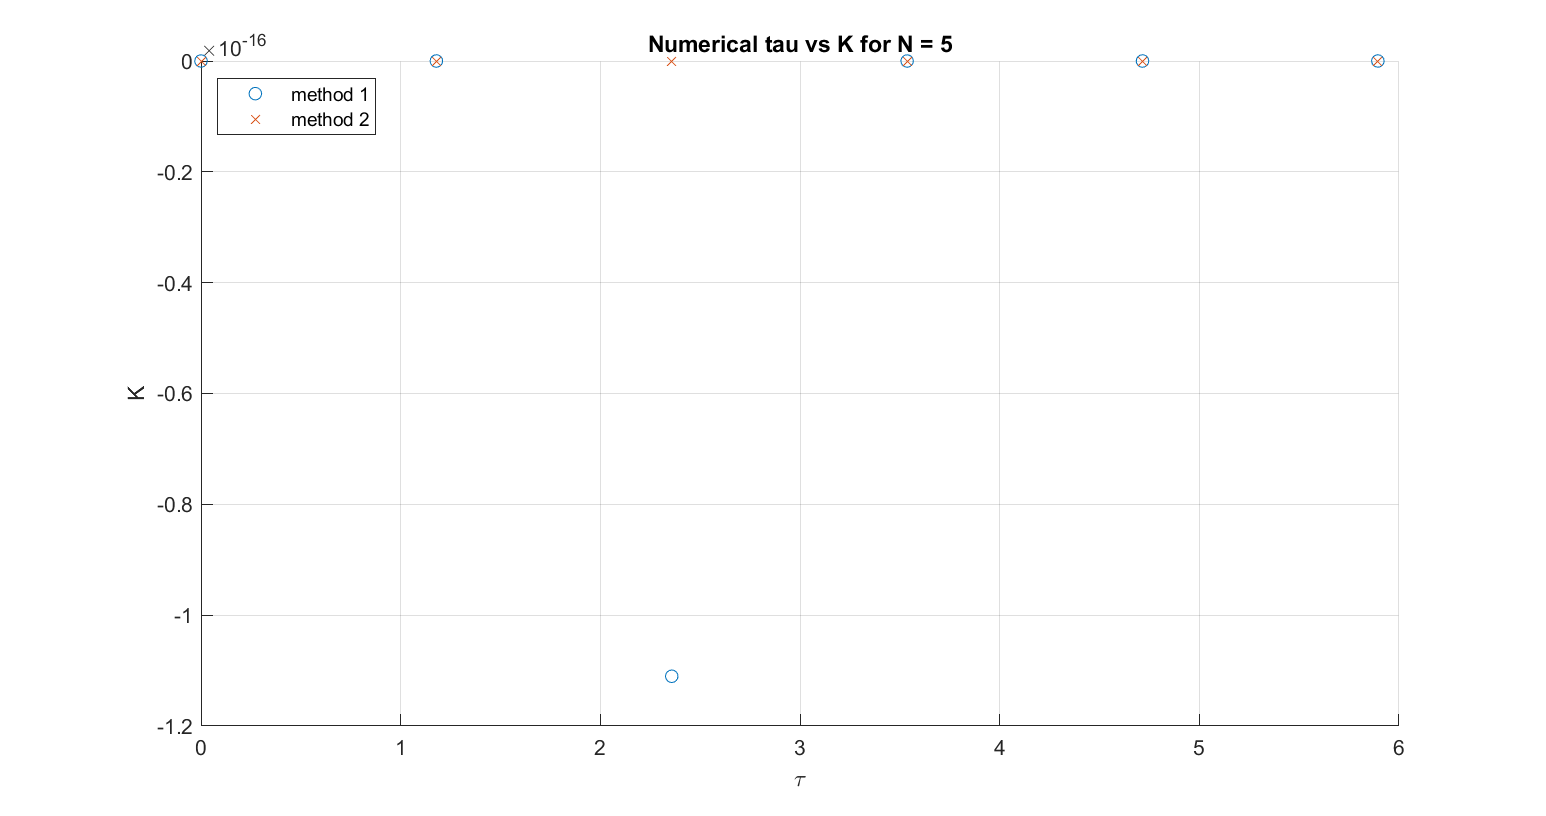 Numerical tau vs K for N = 5
×10-16
0
method 1
method 2
-0.2
-0.4
K
-0.6
-0.8
-1
-1.2
0 1 2 3 4 5 6
τ